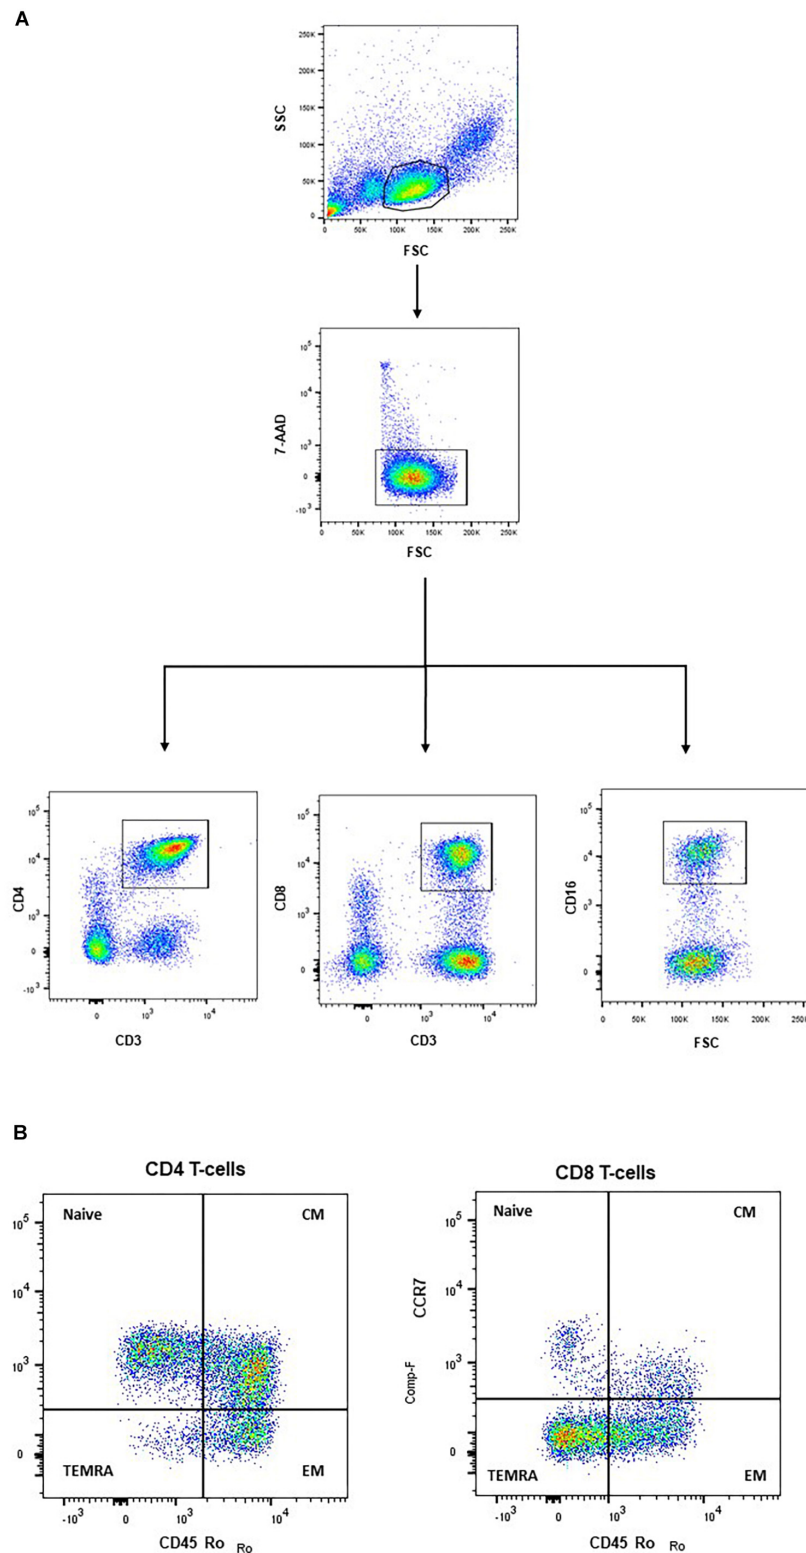 A
SSC
250K
200K
150K
100K
50K
0
0 50K 100K 150K 200K 250K
FSC
7-AAD
10^5
10^4
10^3
0
-10^3
0 50K 100K 150K 200K 250K
FSC
CD4
10^5
10^4
10^3
0
-10^3
0 10^3 10^4
CD3
CD8
10^5
10^4
10^3
0
0 10^3 10^4
CD3
CD16
10^5
10^4
10^3
0
0 50K 100K 150K 200K 250K
FSC
B
CD4 T-cells
Naive CM
10^5
10^4
10^3
0
TEMRA EM
-10^3 0 10^3 10^4
CD45 Ro Ro
CD8 T-cells
Naive CM
CCR7
Comp-F
10^5
10^4
10^3
0
TEMRA EM
-10^3 0 10^3 10^4
CD45 Ro Ro